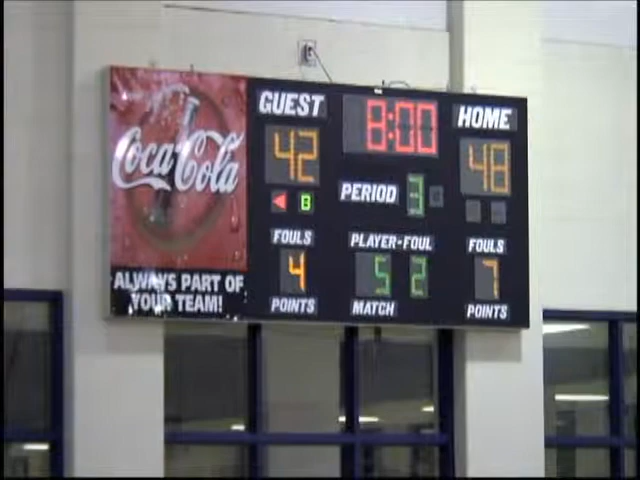 GUEST 8:00 HOME
42 48
PERIOD 3
B
Coca-Cola
FOULS PLAYER-FOUL FOULS
4 5 2 7
ALWAYS PART OF
YOUR TEAM!
POINTS MATCH POINTS